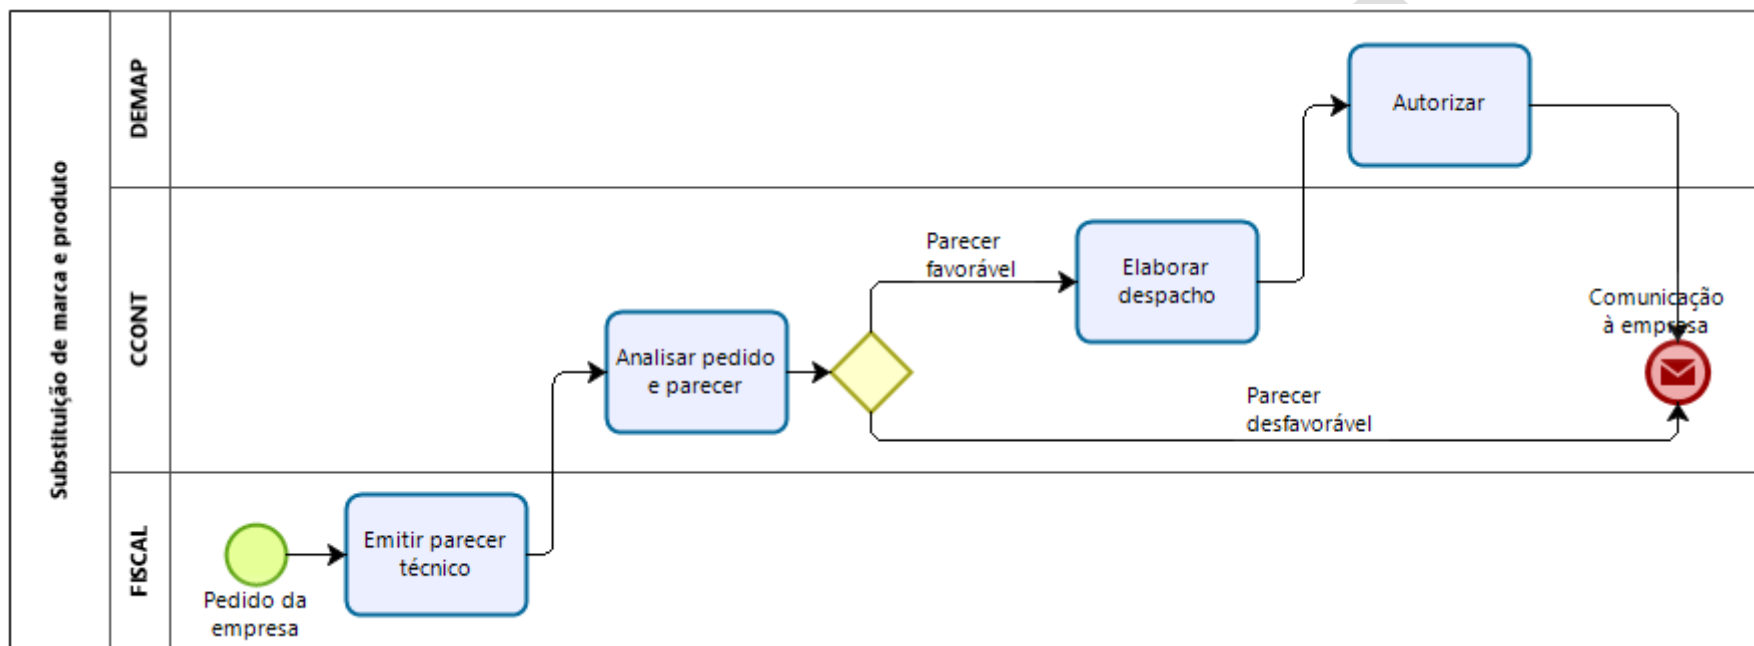 Substituição de marca e produto
DEMAP
Autorizar
CCONT
Parecer
favorável
Elaborar
despacho
Comunicação
à empresa
Analisar pedido
e parecer
Parecer
desfavorável
FISCAL
Emitir parecer
técnico
Pedido da
empresa